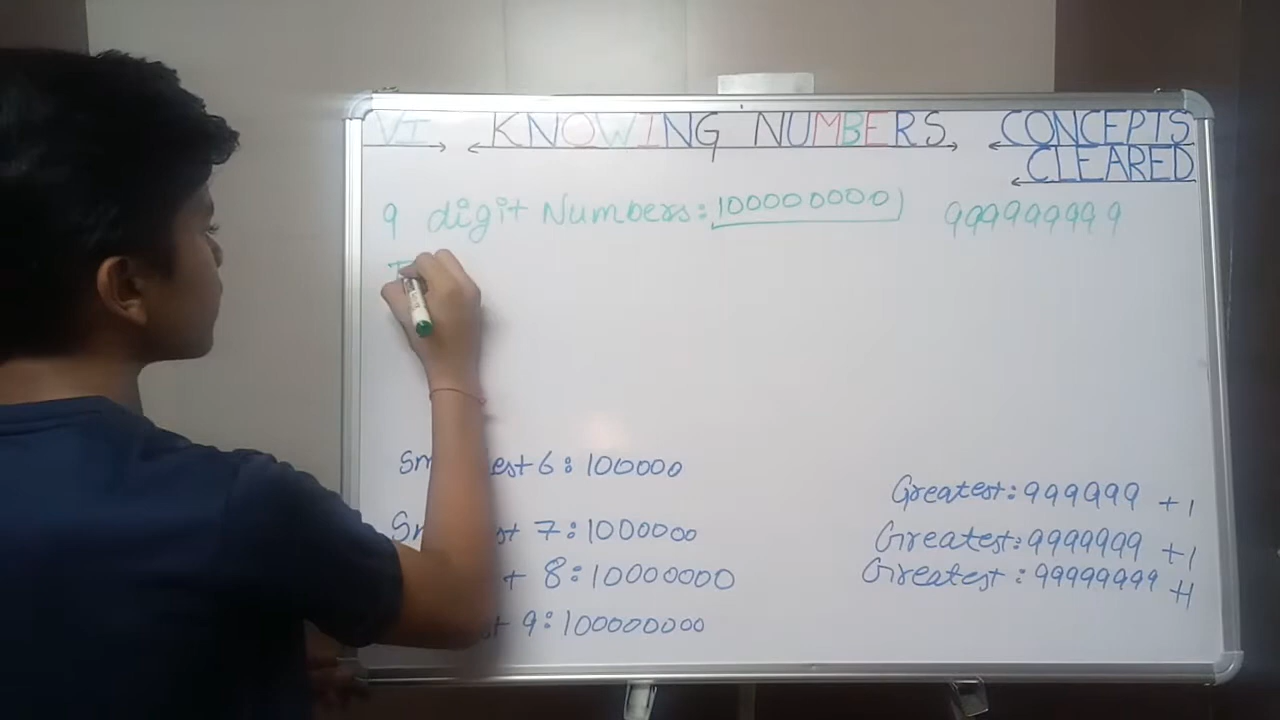 VI KNOWING NUMBERS CONCEPTS
CLEARED
9 digit Numbers: 100000000 999999999
T
Smest 6: 100000 Greatest: 999999 +1
7: 1000000 Greatest: 9999999 +1
8: 10000000 Greatest: 99999999 +1
9: 100000000